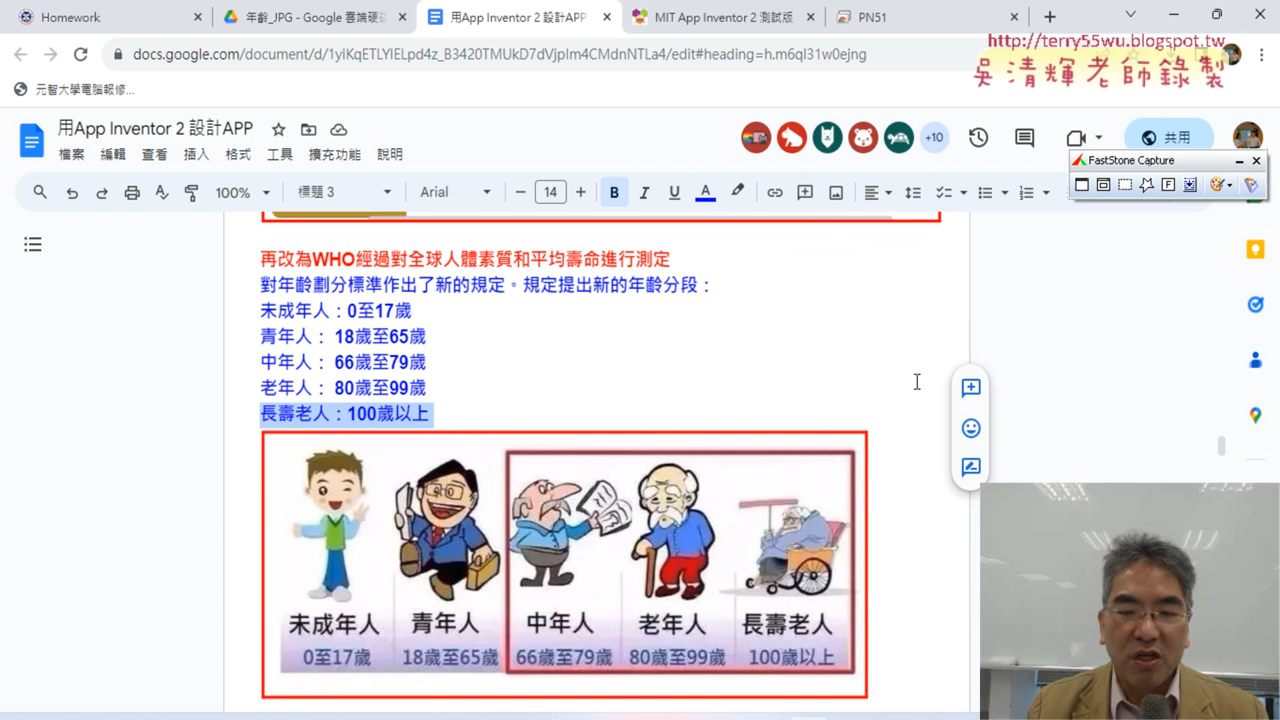 Homework
年齡_JPG - Google 雲端硬碟
用App Inventor 2 設計APP
MIT App Inventor 2 測試版
PN51
docs.google.com/document/d/1yiKqETLYlELpd4z_B3420TMUkD7dVjpIm4CMdnNTLa4/edit#heading=h.m6ql31w0ejng
http://terry55wu.blogspot.tw
吳清輝老師錄製
元智大學電腦報修...
用App Inventor 2 設計APP
檔案 編輯 查看 插入 格式 工具 擴充功能 說明
+10
共用
FastStone Capture
100% 標題 3 Arial 14 B I U A
再改為WHO經過對全球人體素質和平均壽命進行測定
對年齡劃分標準作出了新的規定。規定提出新的年齡分段：
未成年人：0至17歲
青年人： 18歲至65歲
中年人： 66歲至79歲
老年人： 80歲至99歲
長壽老人：100歲以上
未成年人 青年人 中年人 老年人 長壽老人
0至17歲 18歲至65歲 66歲至79歲 80歲至99歲 100歲以上